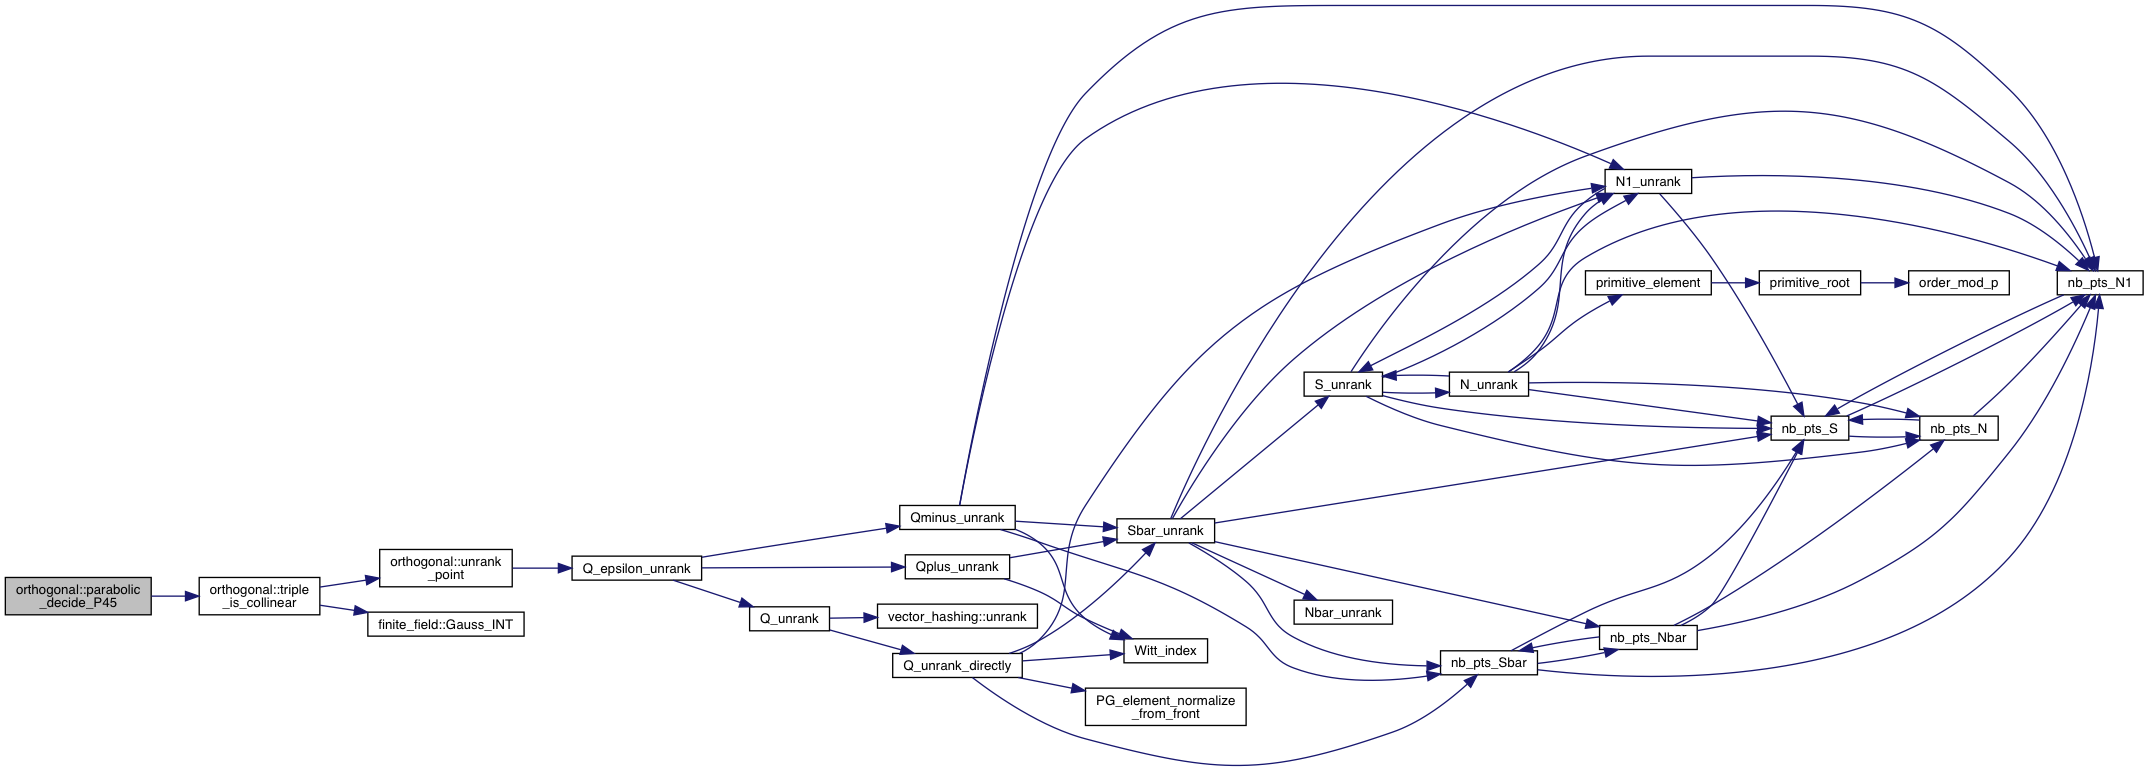 orthogonal::parabolic
_decide_P45
orthogonal::triple
_is_collinear
orthogonal::unrank
_point
finite_field::Gauss_INT
Q_epsilon_unrank
Qminus_unrank
Qplus_unrank
Q_unrank
vector_hashing::unrank
Q_unrank_directly
Sbar_unrank
Nbar_unrank
Witt_index
PG_element_normalize
_from_front
S_unrank
N_unrank
N1_unrank
primitive_element
primitive_root
order_mod_p
nb_pts_N1
nb_pts_S
nb_pts_N
nb_pts_Nbar
nb_pts_Sbar